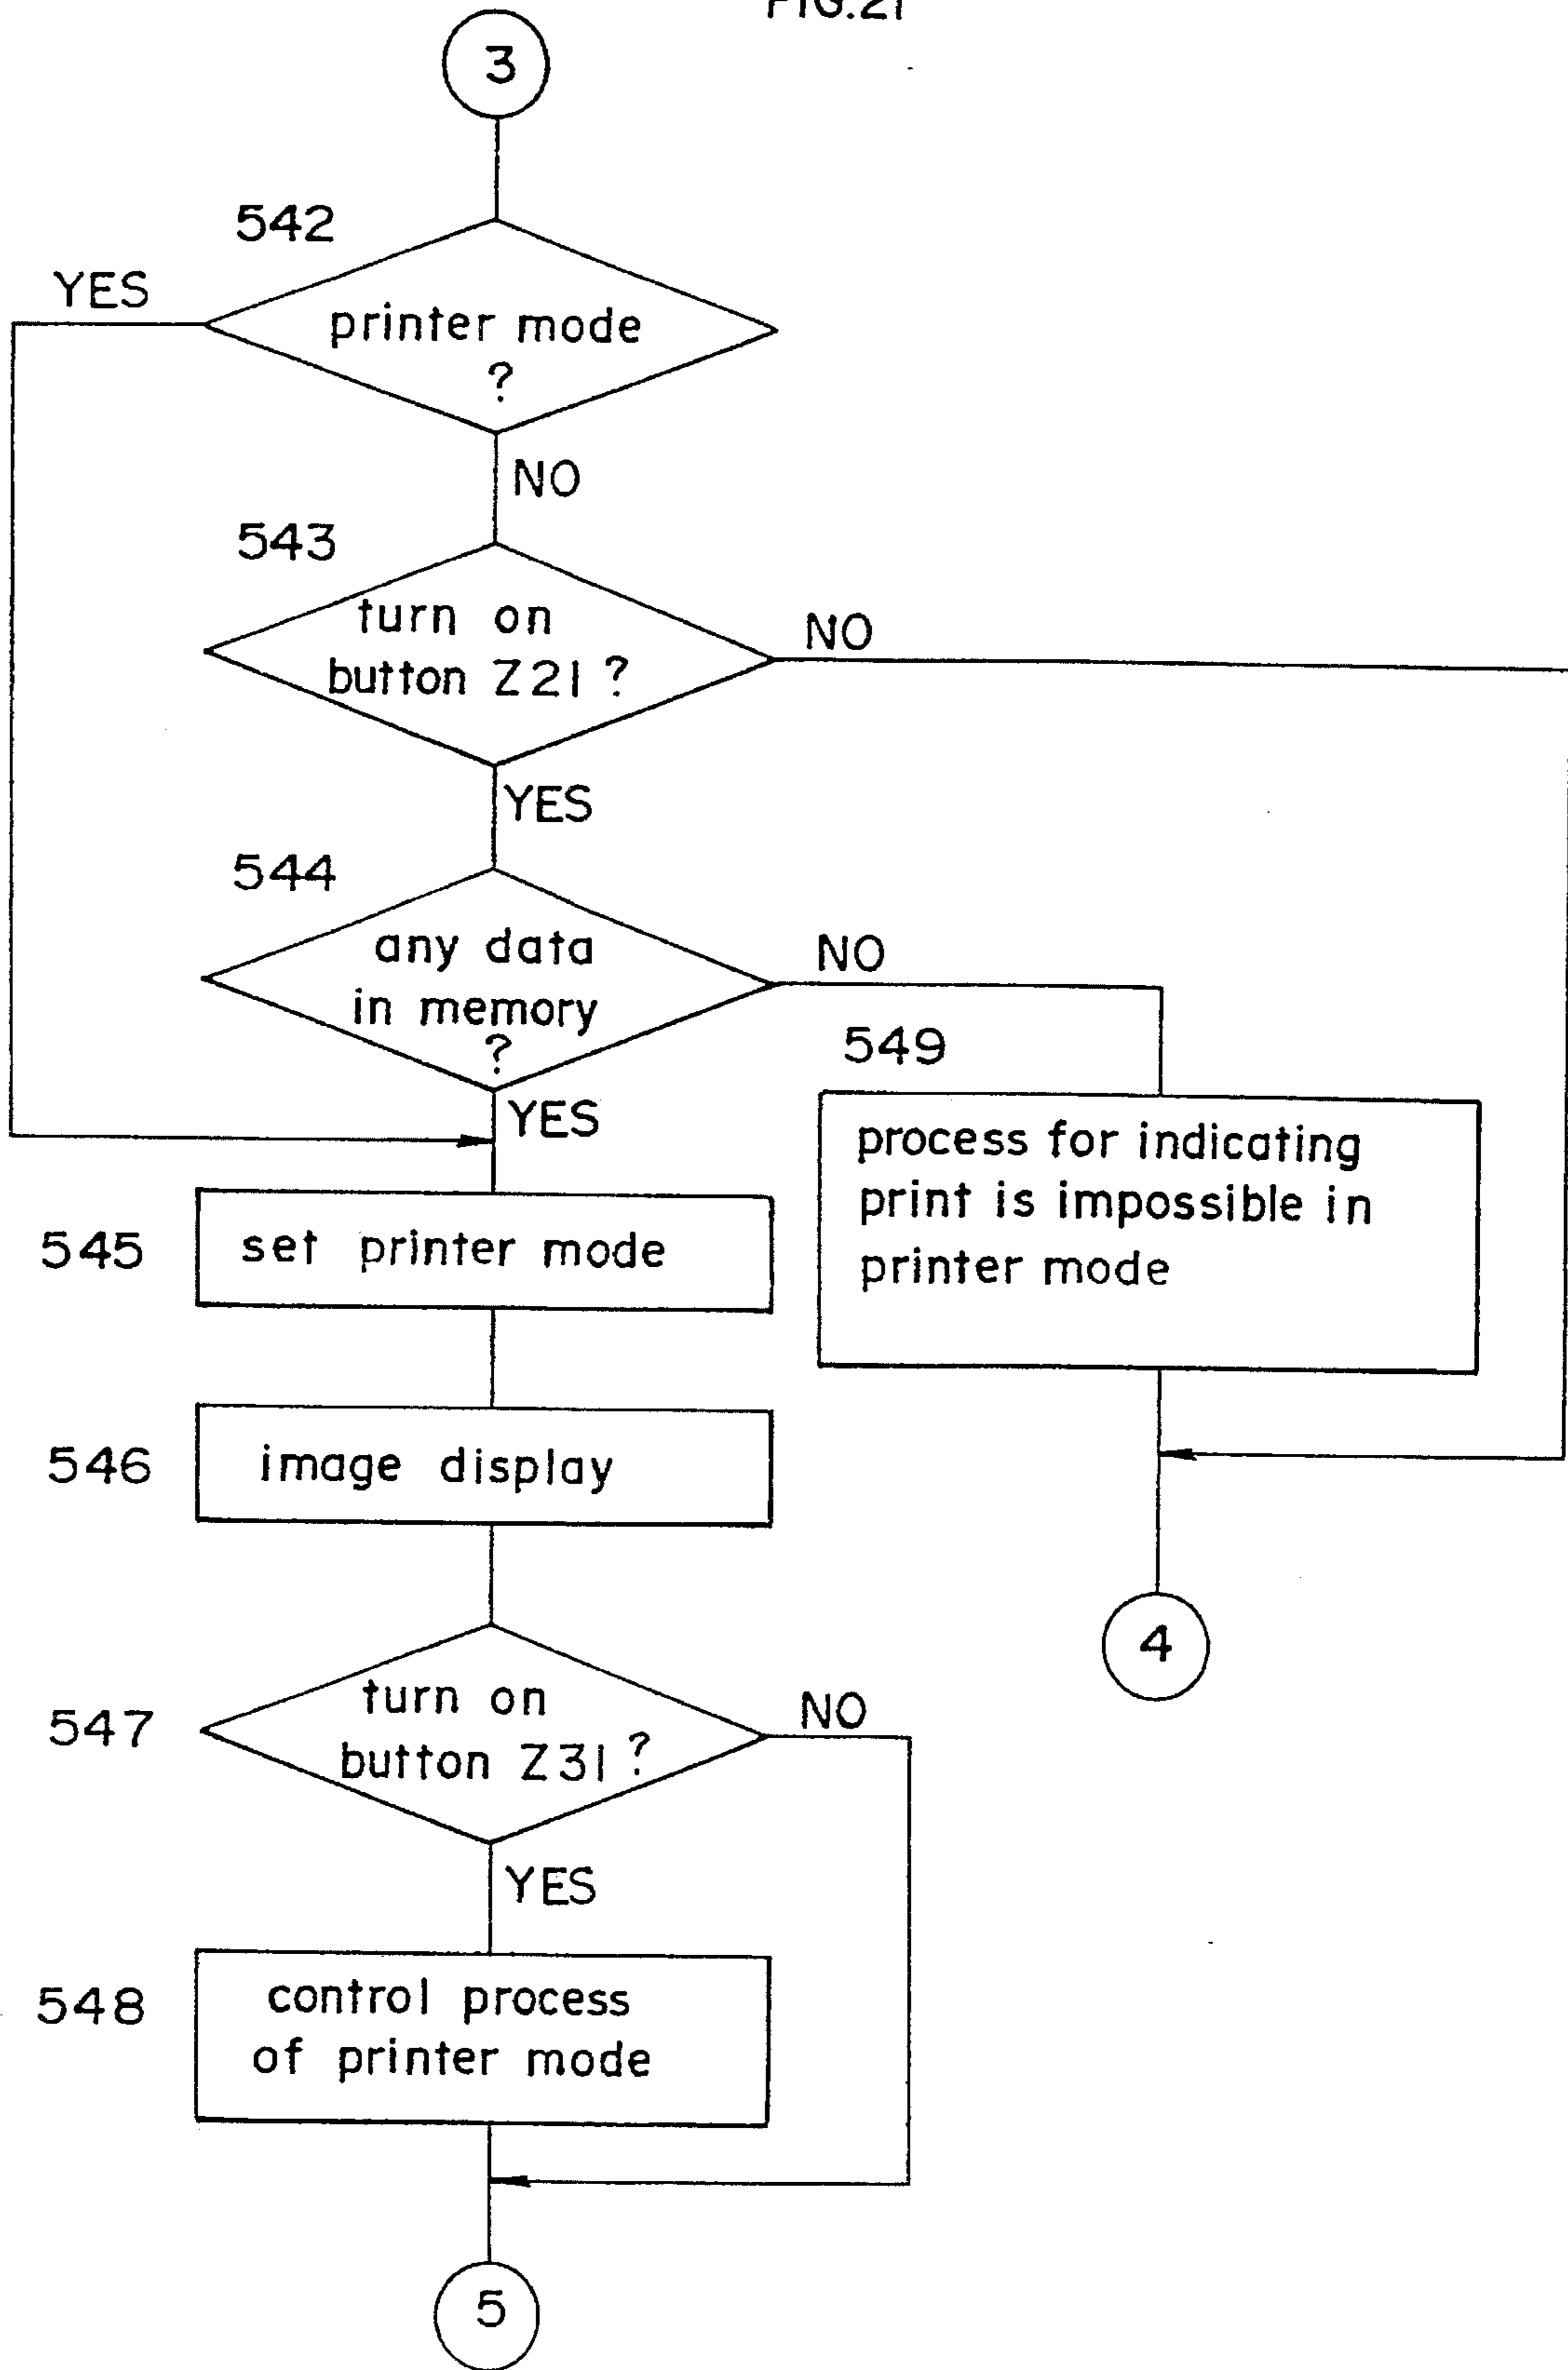 FIG.21
3
542
YES
printer mode
?
NO
543
turn on
button Z21?
NO
YES
544
any data
in memory
?
NO
YES
549
process for indicating
print is impossible in
printer mode
545
set printer mode
546
image display
4
547
turn on
button Z31?
NO
YES
548
control process
of printer mode
5